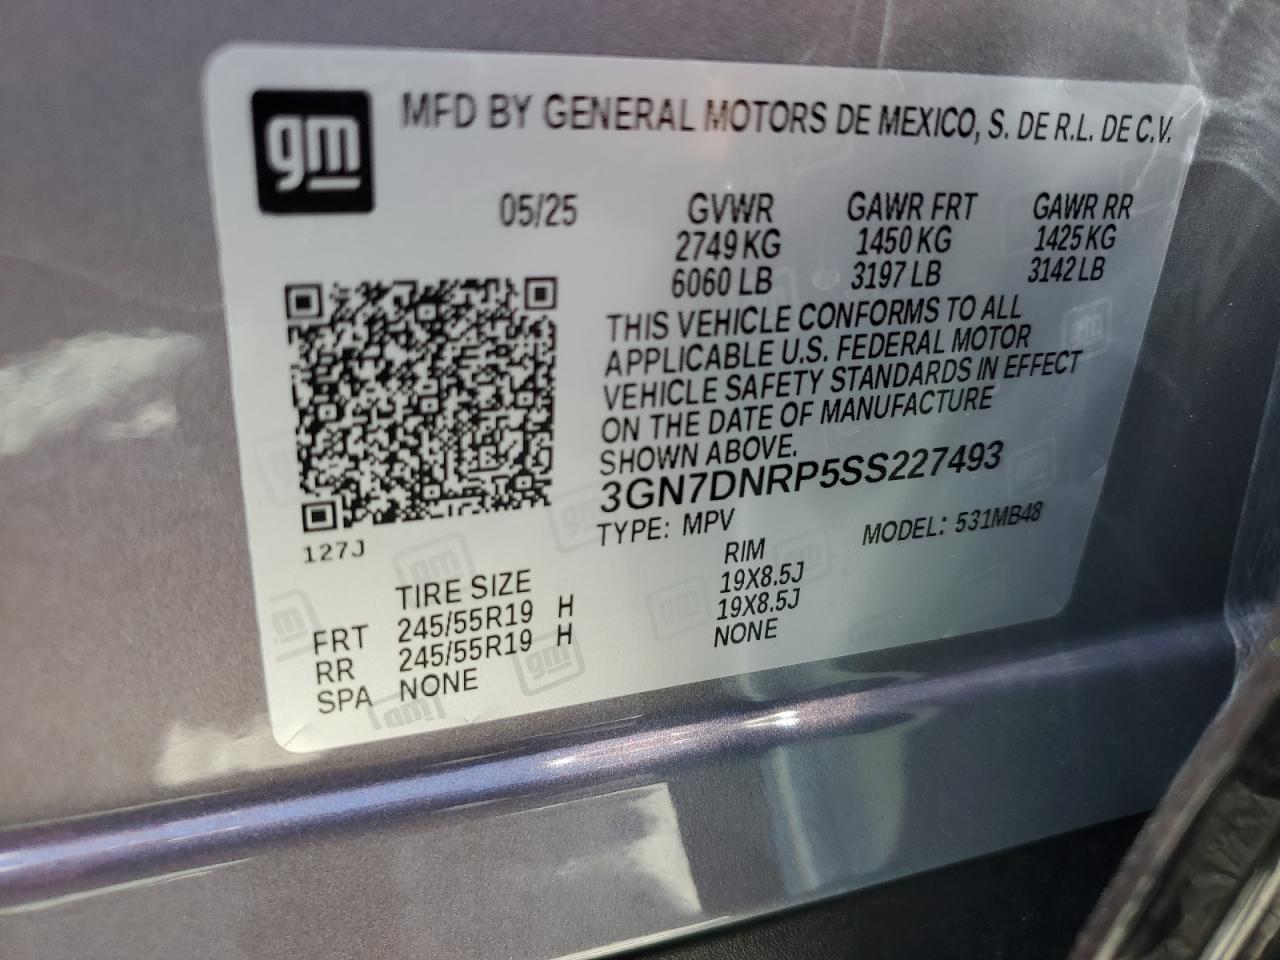 gm
MFD BY GENERAL MOTORS DE MEXICO, S. DE R.L. DE C.V.
05/25 GVWR GAWR FRT GAWR RR
2749 KG 1450 KG 1425 KG
6060 LB 3197 LB 3142 LB
THIS VEHICLE CONFORMS TO ALL
APPLICABLE U.S. FEDERAL MOTOR
VEHICLE SAFETY STANDARDS IN EFFECT
ON THE DATE OF MANUFACTURE
SHOWN ABOVE.
3GN7DNRP5SS227493
TYPE: MPV MODEL: 531MB48
127J
TIRE SIZE RIM
FRT 245/55R19 H 19X8.5J
RR 245/55R19 H 19X8.5J
SPA NONE NONE